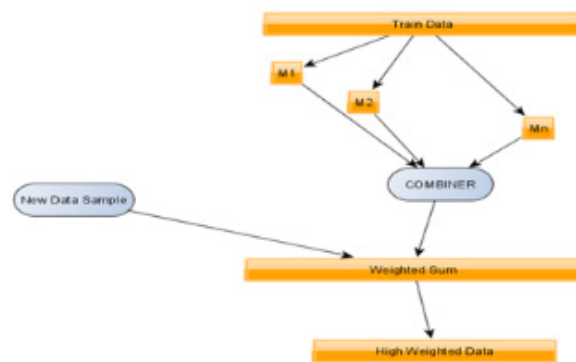 Train Data
M1
M2
Mn
COMBINER
New Data Sample
Weighted Sum
High Weighted Data